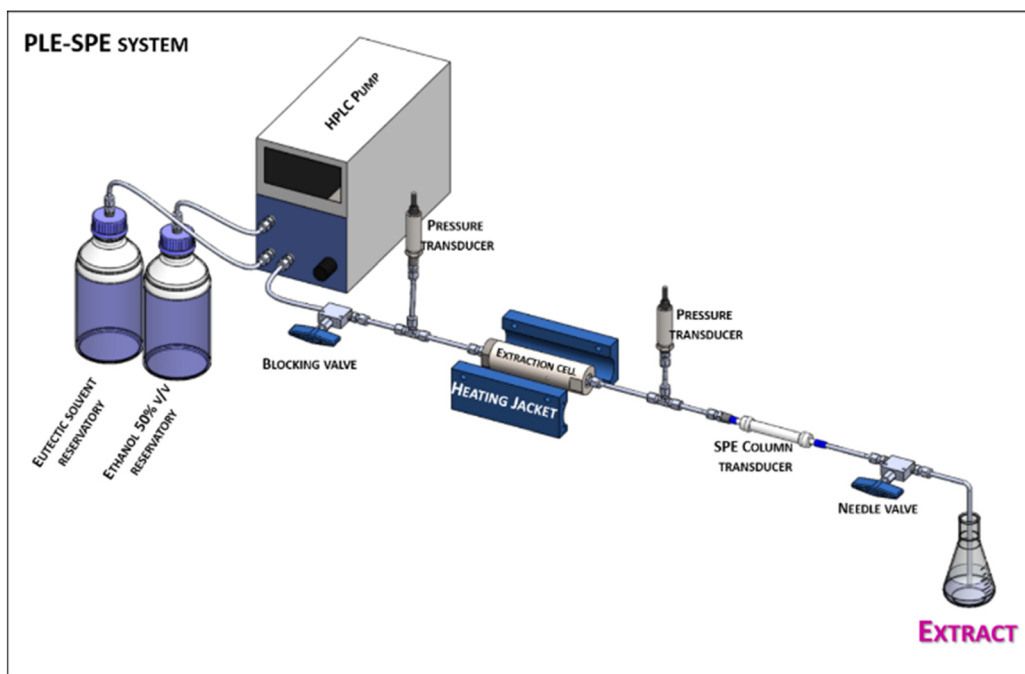 PLE-SPE SYSTEM
HPLC PUMP
PRESSURE
TRANSDUCER
PRESSURE
TRANSDUCER
BLOCKING VALVE
EXTRACTION CELL
HEATING JACKET
SPE COLUMN
TRANSDUCER
NEEDLE VALVE
EUTECTIC SOLVENT
RESERVATORY
ETHANOL 50% V/V
RESERVATORY
EXTRACT